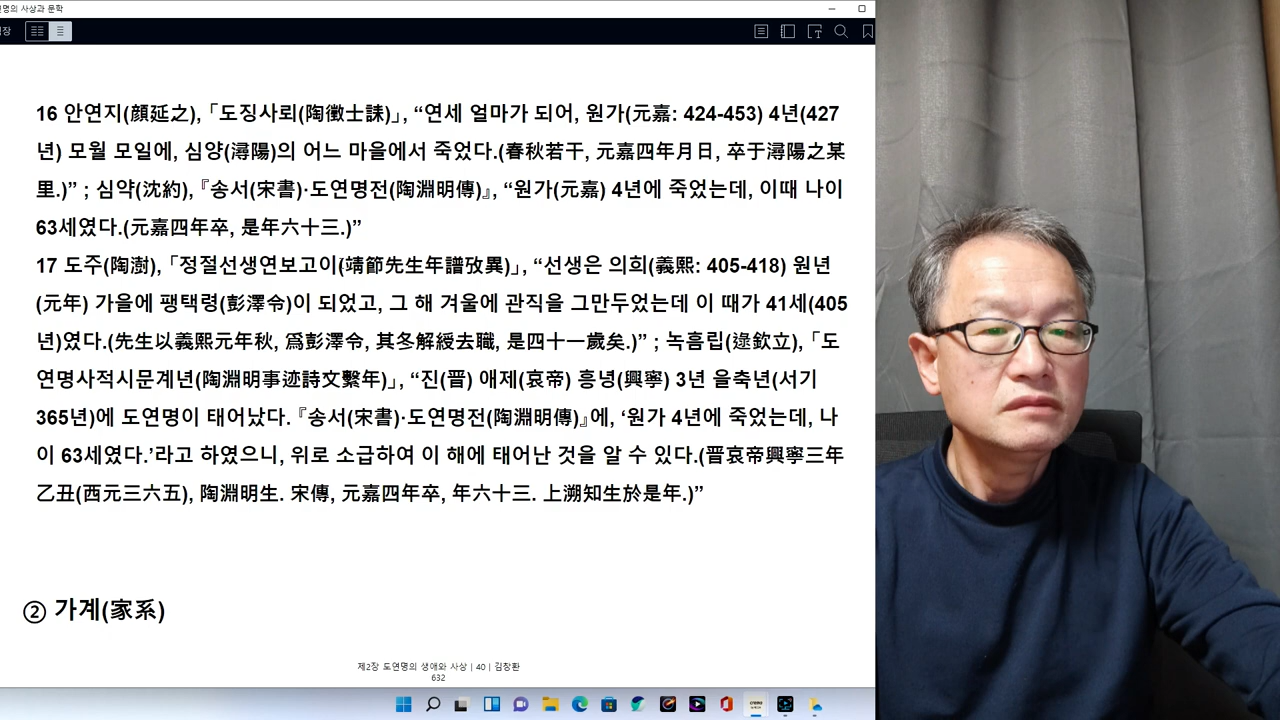 연명의 사상과 문학
장
16 안연지(顔延之), 「도징사뢰(陶徵士誄)」, “연세 얼마가 되어, 원가(元嘉: 424-453) 4년(427
년) 모월 모일에, 심양(潯陽)의 어느 마을에서 죽었다.(春秋若干, 元嘉四年月日, 卒于潯陽之某
里.)” ; 심약(沈約), 『송서(宋書)·도연명전(陶淵明傳)』, “원가(元嘉) 4년에 죽었는데, 이때 나이
63세였다.(元嘉四年卒, 是年六十三.)”
17 도주(陶澍), 「정절선생연보고이(靖節先生年譜攷異)」, “선생은 의희(義熙: 405-418) 원년
(元年) 가을에 팽택령(彭澤令)이 되었고, 그 해 겨울에 관직을 그만두었는데 이 때가 41세(405
년)였다.(先生以義熙元年秋, 爲彭澤令, 其冬解綬去職, 是四十一歲矣.)” ; 녹흠립(逯欽立), 「도
연명사적시문계년(陶淵明事迹詩文繫年)」, “진(晋) 애제(哀帝) 흥녕(興寧) 3년 을축년(서기
365년)에 도연명이 태어났다. 『송서(宋書)·도연명전(陶淵明傳)』에, ‘원가 4년에 죽었는데, 나
이 63세였다.’라고 하였으니, 위로 소급하여 이 해에 태어난 것을 알 수 있다.(晋哀帝興寧三年
乙丑(西元三六五), 陶淵明生. 宋傳, 元嘉四年卒, 年六十三. 上溯知生於是年.)”
② 가계(家系)
제2장 도연명의 생애와 사상 | 40 | 김창환
632